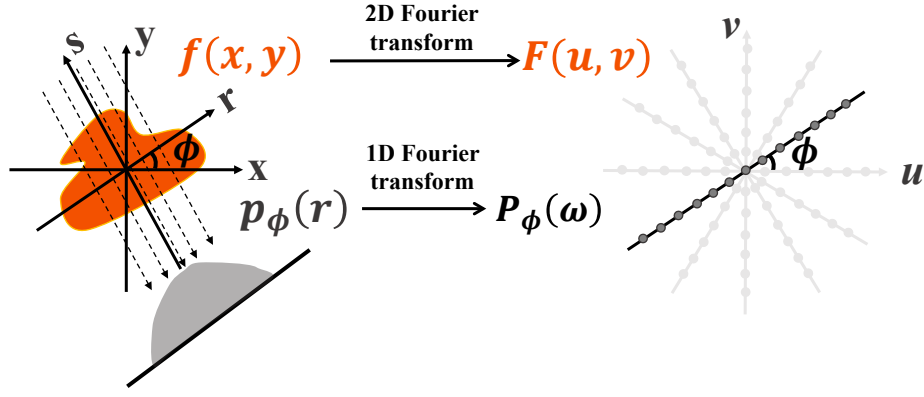 2D Fourier
transform
f(x, y)
F(u, v)
s
y
r
ϕ
x
1D Fourier
transform
p_ϕ(r)
P_ϕ(ω)
v
ϕ
u